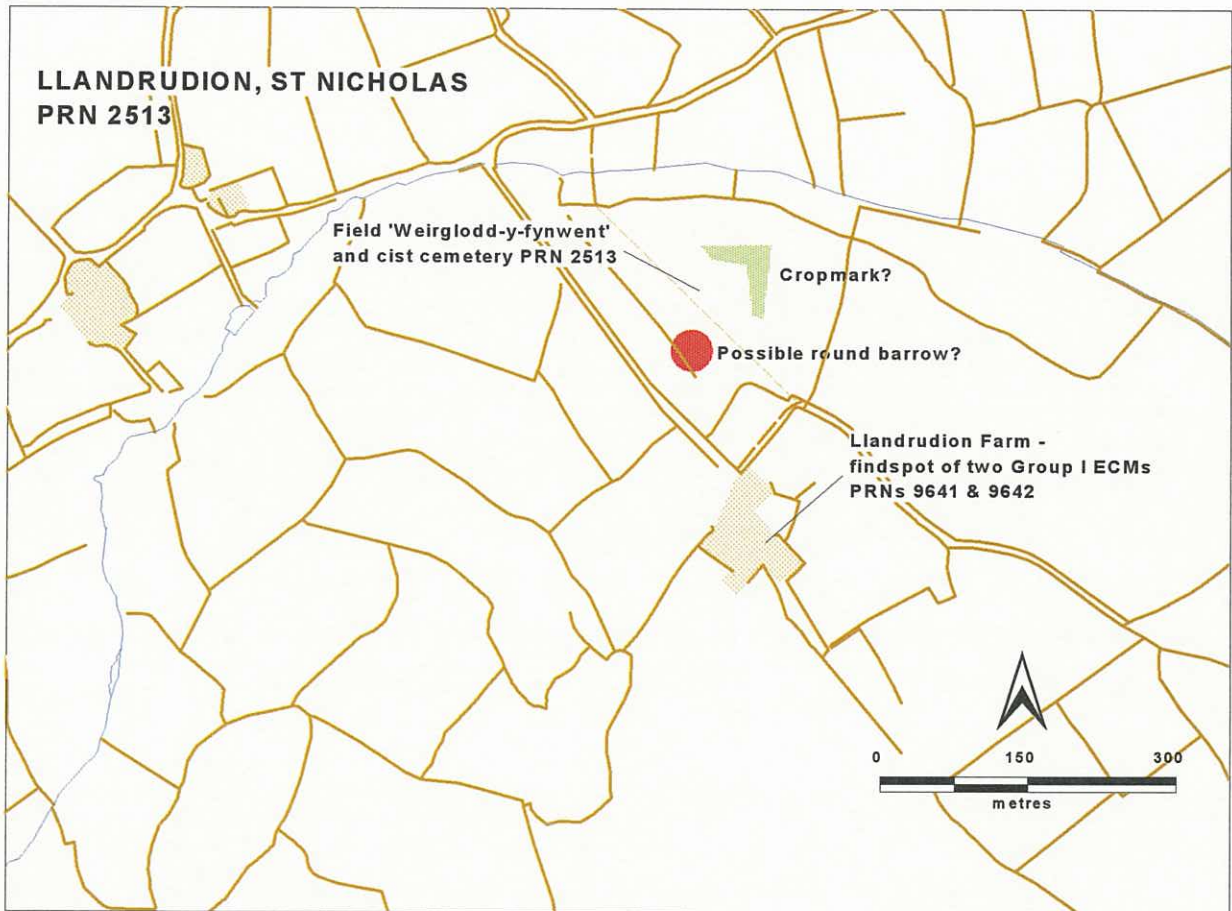 LLANDRUDION, ST NICHOLAS
PRN 2513
Field 'Weirglodd-y-fynwent'
and cist cemetery PRN 2513
Cropmark?
Possible round barrow?
Llandrudion Farm -
findspot of two Group I ECMs
PRNs 9641 & 9642
0 150 300
metres